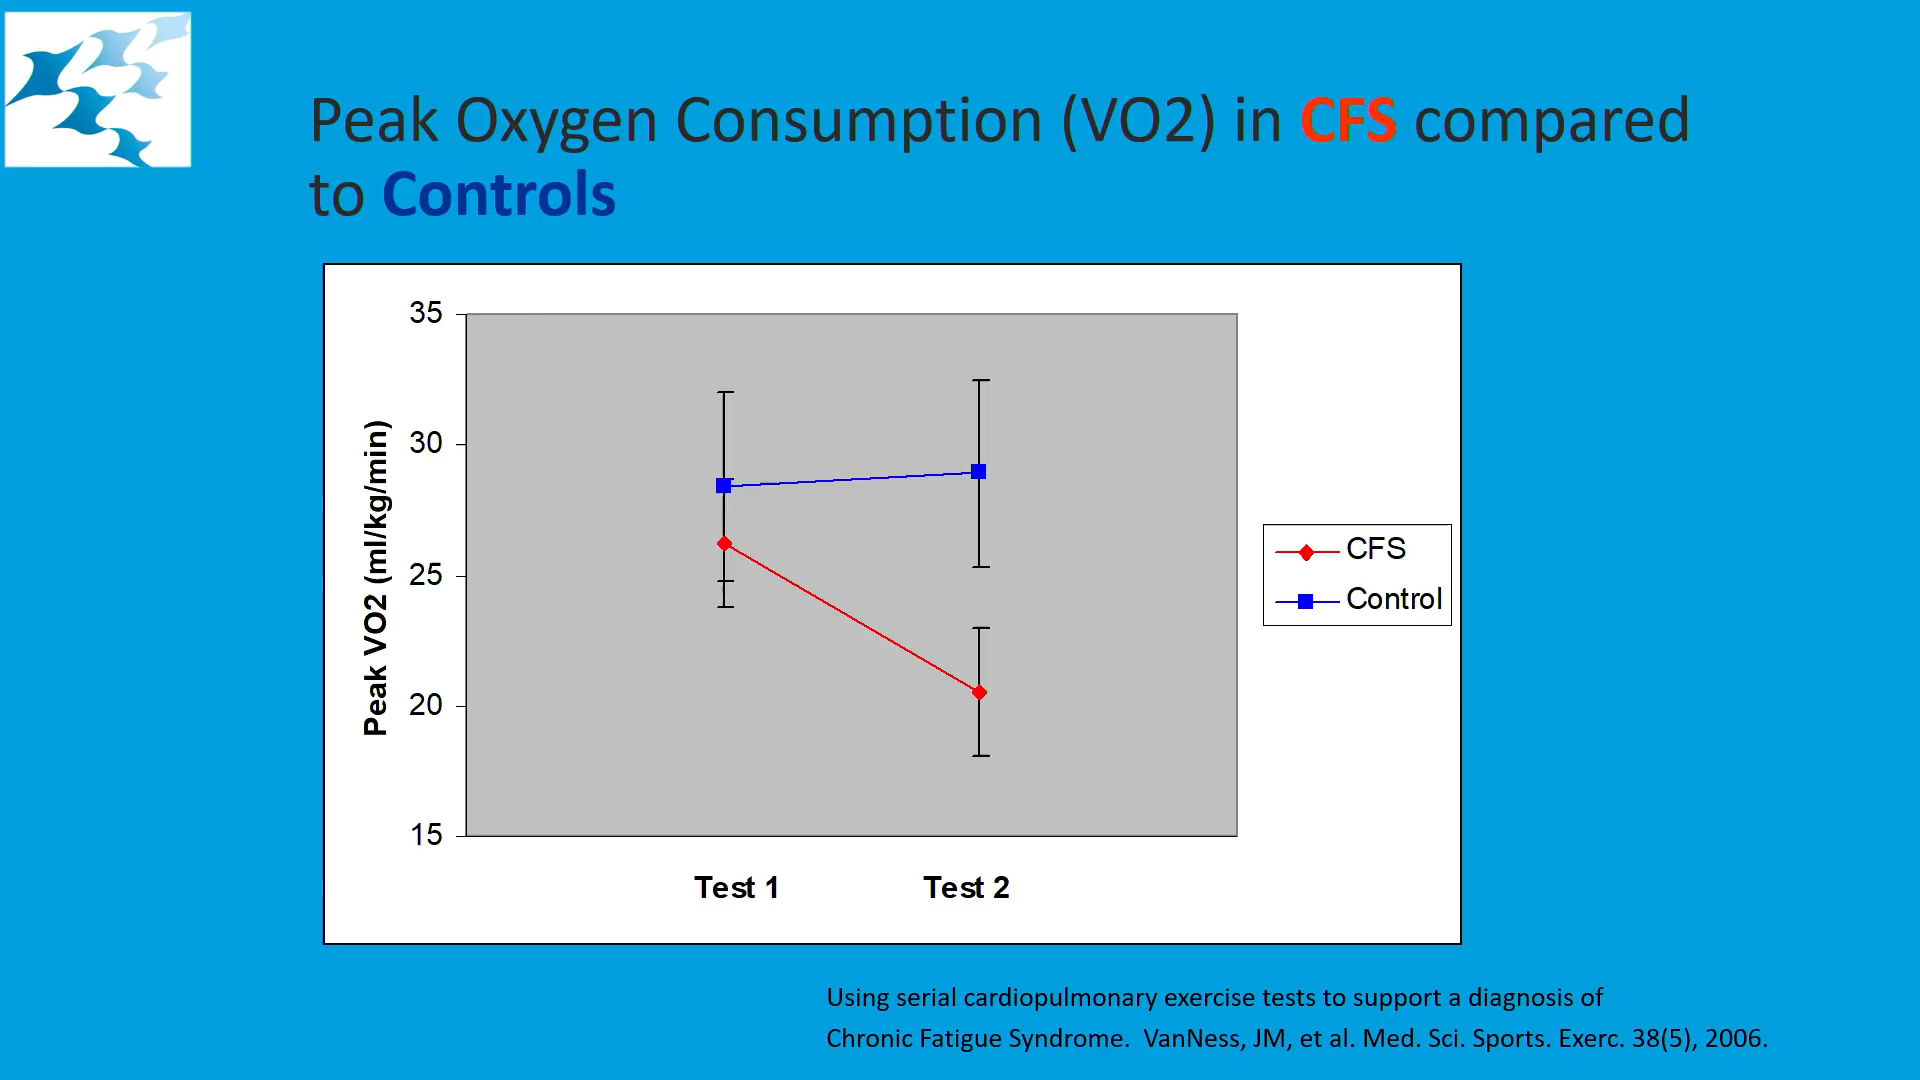 Peak Oxygen Consumption (VO2) in CFS compared
to Controls
35
30
25
20
15
Peak VO2 (ml/kg/min)
Test 1
Test 2
CFS
Control
Using serial cardiopulmonary exercise tests to support a diagnosis of
Chronic Fatigue Syndrome. VanNess, JM, et al. Med. Sci. Sports. Exerc. 38(5), 2006.